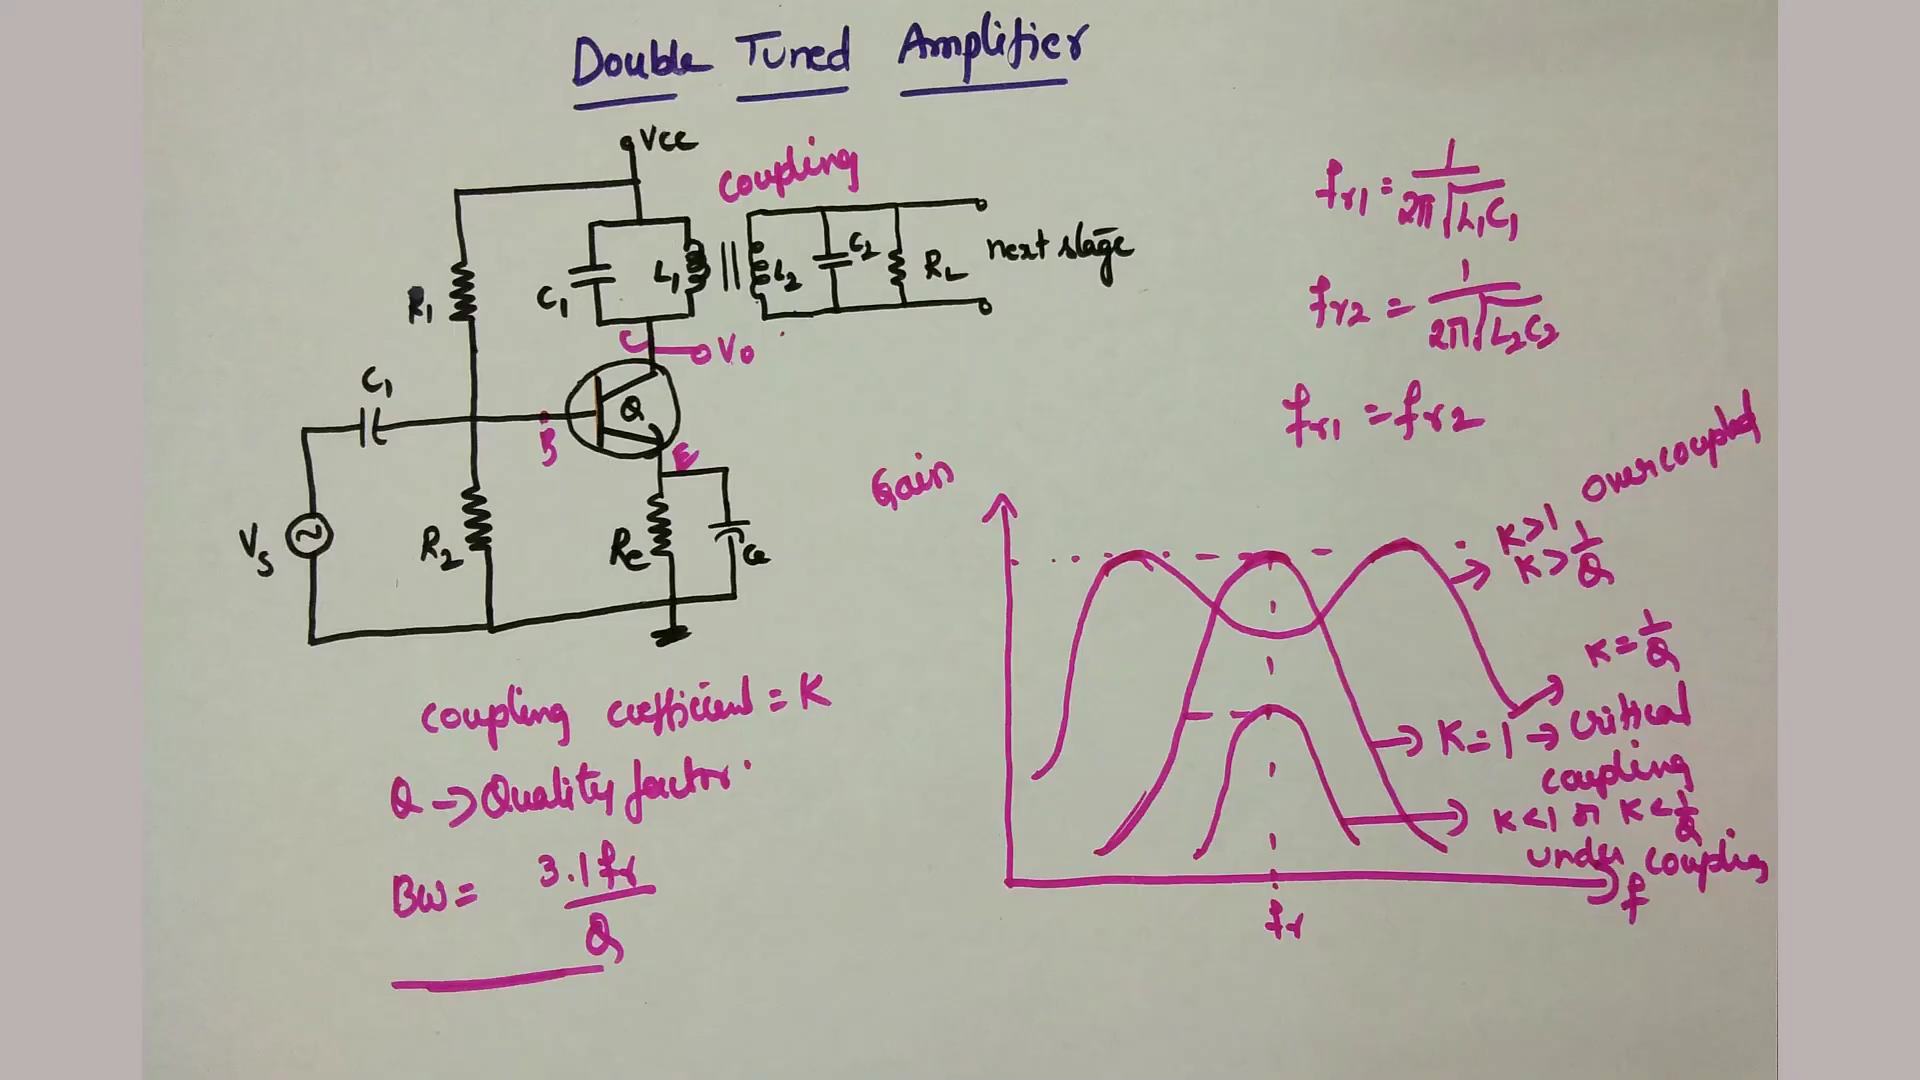 Double Tuned Amplifier
Vcc
coupling
R1
C1
L1
L2
C2
RL
next stage
C
Vo
C1
B
Q
E
Vs
R2
Re
Ce
fr1 = 1/2π√L1C1
fr2 = 1/2π√L2C2
fr1 = fr2
Gain
overcoupled
K>1
K>1/Q
K=1/Q
K=1 → Critical
coupling
K<1 or K<1/Q
under coupling
f
fr
coupling coefficient = K
Q → Quality factor.
BW = 3.1fr/Q